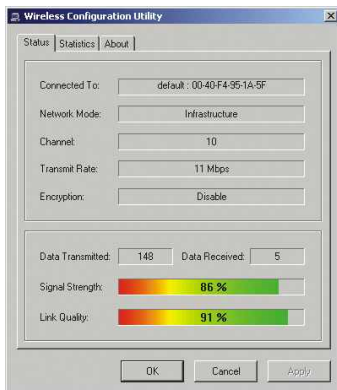 Wireless Configuration Utility
Status Statistics About
Connected To: default : 00-40-F4-95-1A-5F
Network Mode: Infrastructure
Channel: 10
Transmit Rate: 11 Mbps
Encryption: Disable
Data Transmitted: 148 Data Received: 5
Signal Strength: 86 %
Link Quality: 91 %
OK Cancel Apply